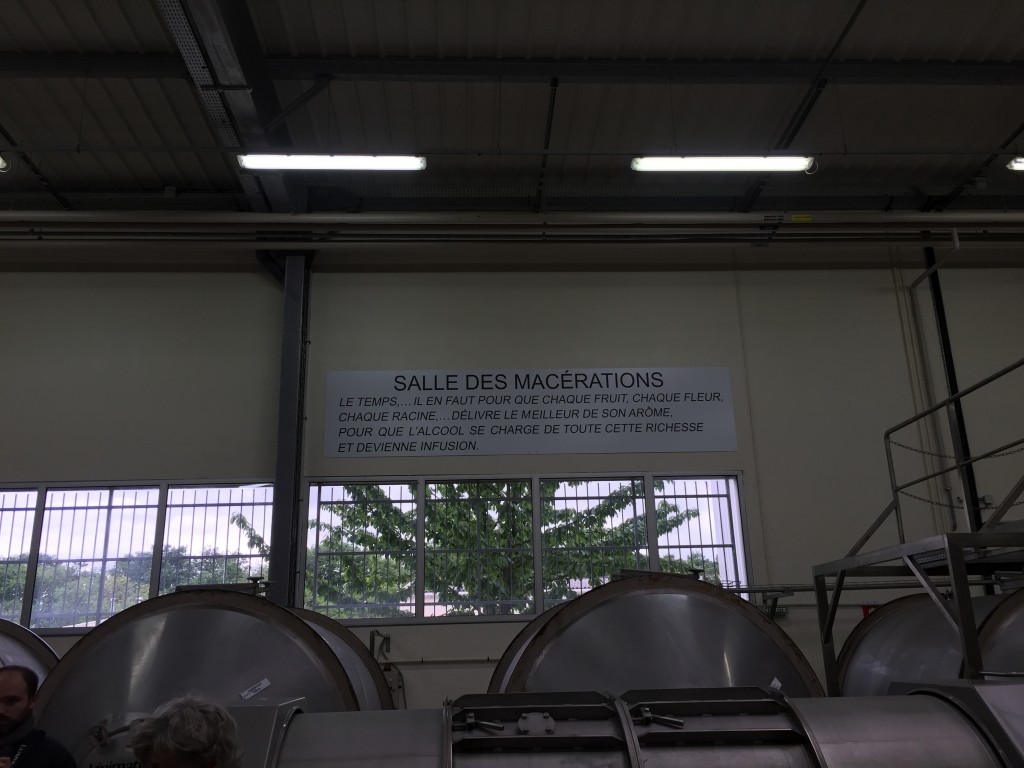 SALLE DES MACÉRATIONS
LE TEMPS,...IL EN FAUT POUR QUE CHAQUE FRUIT, CHAQUE FLEUR,
CHAQUE RACINE,...DÉLIVRE LE MEILLEUR DE SON ARÔME,
POUR QUE L'ALCOOL SE CHARGE DE TOUTE CETTE RICHESSE
ET DEVIENNE INFUSION.